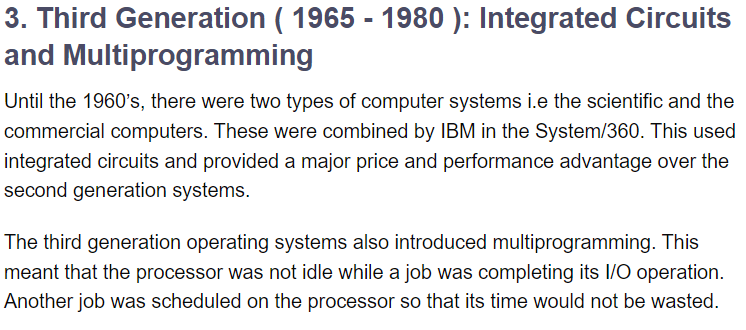 3. Third Generation ( 1965 - 1980 ): Integrated Circuits
and Multiprogramming
Until the 1960’s, there were two types of computer systems i.e the scientific and the
commercial computers. These were combined by IBM in the System/360. This used
integrated circuits and provided a major price and performance advantage over the
second generation systems.
The third generation operating systems also introduced multiprogramming. This
meant that the processor was not idle while a job was completing its I/O operation.
Another job was scheduled on the processor so that its time would not be wasted.